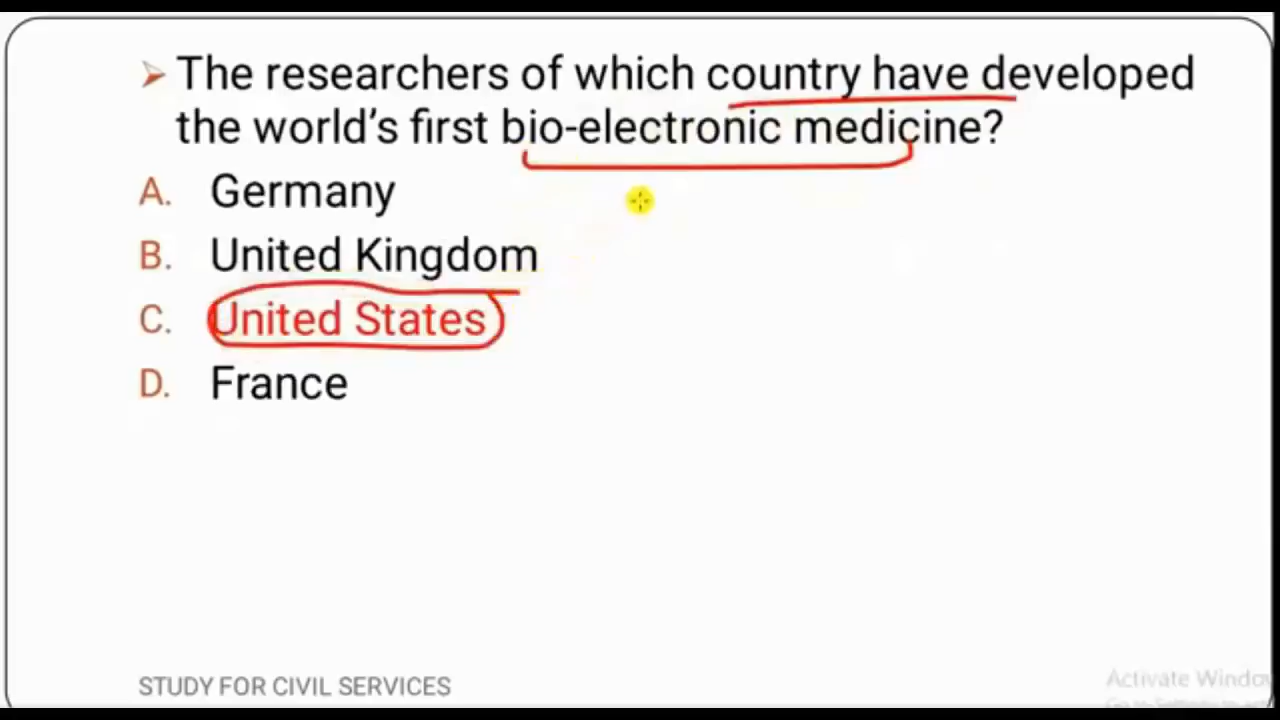 The researchers of which country have developed
the world's first bio-electronic medicine?
A. Germany
B. United Kingdom
C. United States
D. France
STUDY FOR CIVIL SERVICES
Activate Window